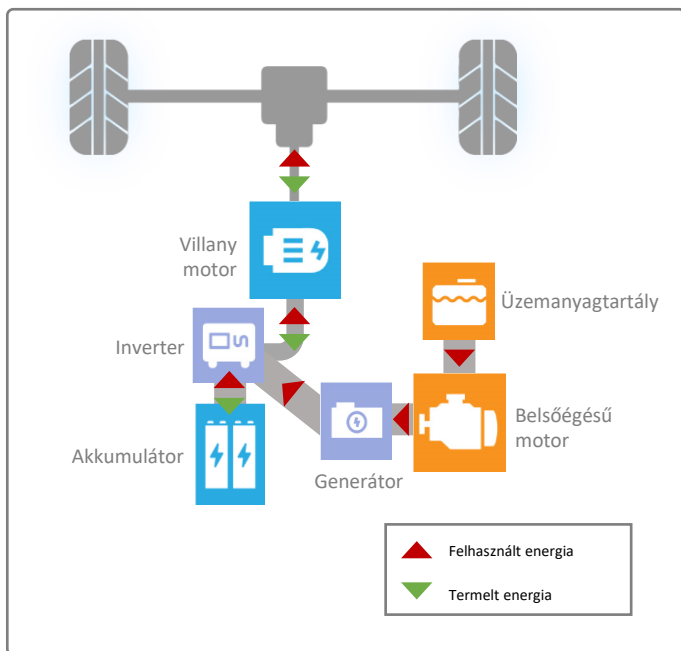 Villany
motor
Üzemanyagtartály
Inverter
Belsőégésű
motor
Akkumulátor
Generátor
Felhasznált energia
Termelt energia